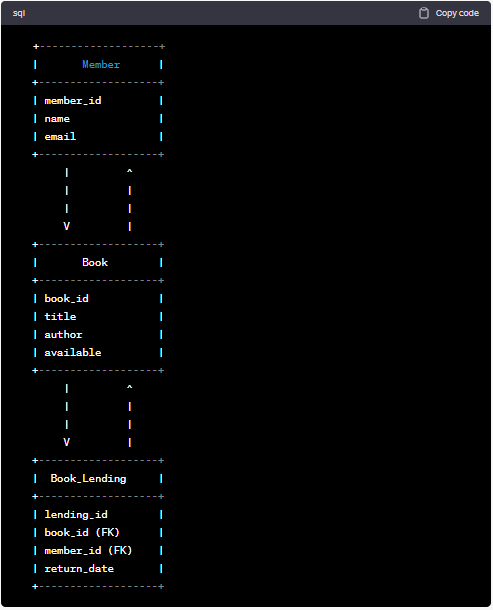 sql Copy code
+-------------------+
|       Member      |
+-------------------+
| member_id         |
| name              |
| email             |
+-------------------+
     |         ^
     |         |
     |         |
     V         |
+-------------------+
|       Book        |
+-------------------+
| book_id           |
| title             |
| author            |
| available         |
+-------------------+
     |         ^
     |         |
     |         |
     V         |
+-------------------+
|  Book_Lending     |
+-------------------+
| lending_id        |
| book_id (FK)      |
| member_id (FK)    |
| return_date       |
+-------------------+